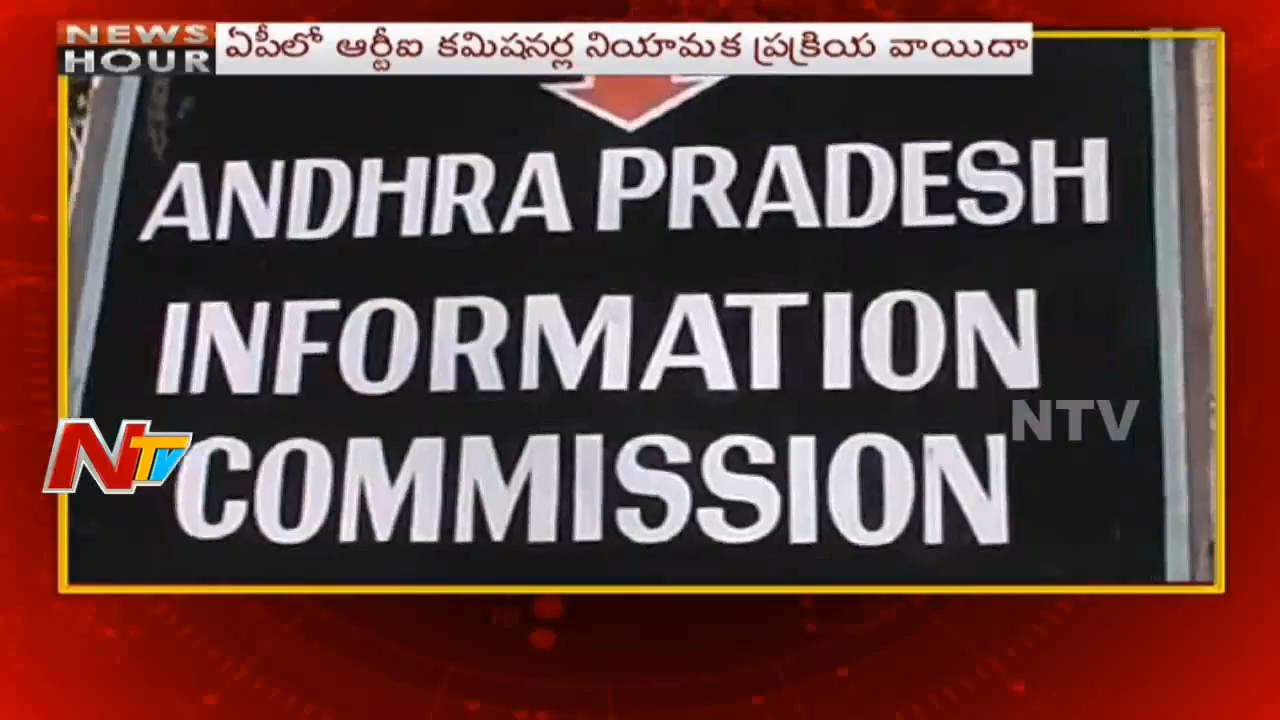 NEWS
HOUR
ఏపీలో ఆర్టీఐ కమిషనర్ల నియామక ప్రక్రియ వాయిదా
ANDHRA PRADESH
INFORMATION
COMMISSION
NTV
NTV